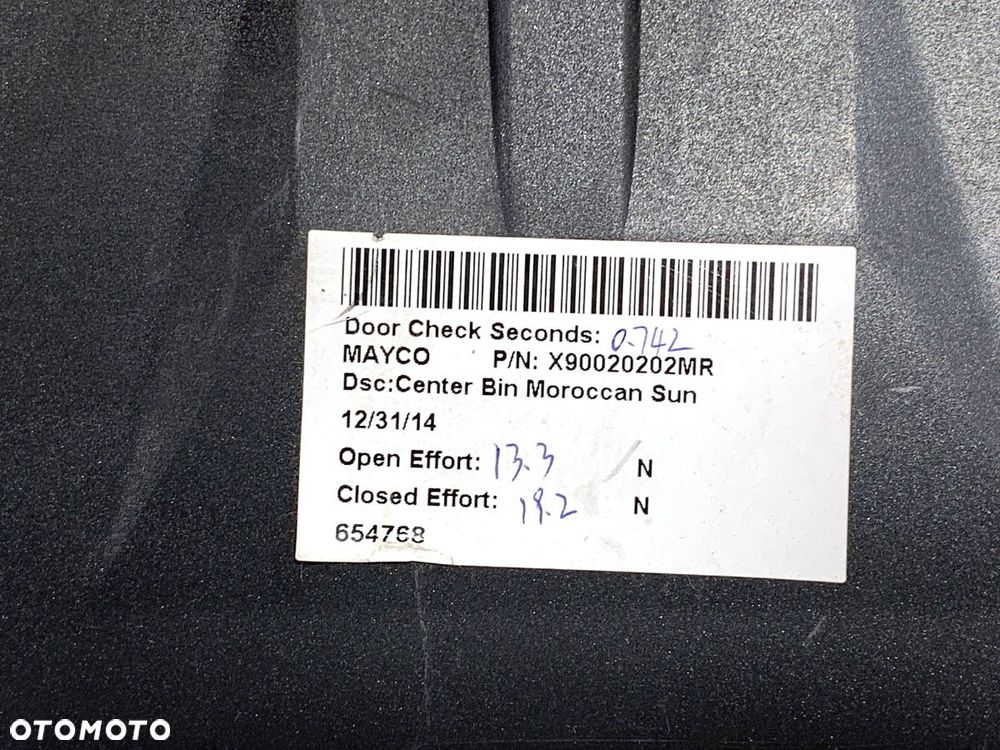 Door Check Seconds: 0.742
MAYCO P/N: X90020202MR
Dsc:Center Bin Moroccan Sun
12/31/14
Open Effort: 13.3 N
Closed Effort: 19.2 N
654768
OTOMOTO